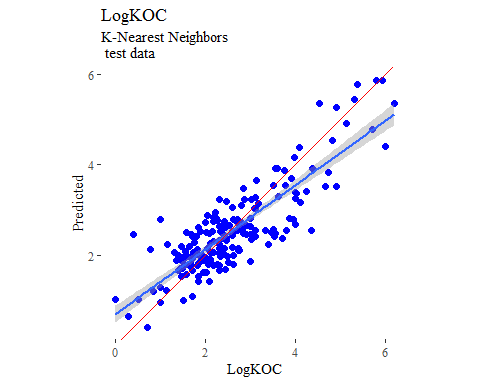 LogKOC
K-Nearest Neighbors
test data
6
4
2
Predicted
0 2 4 6
LogKOC